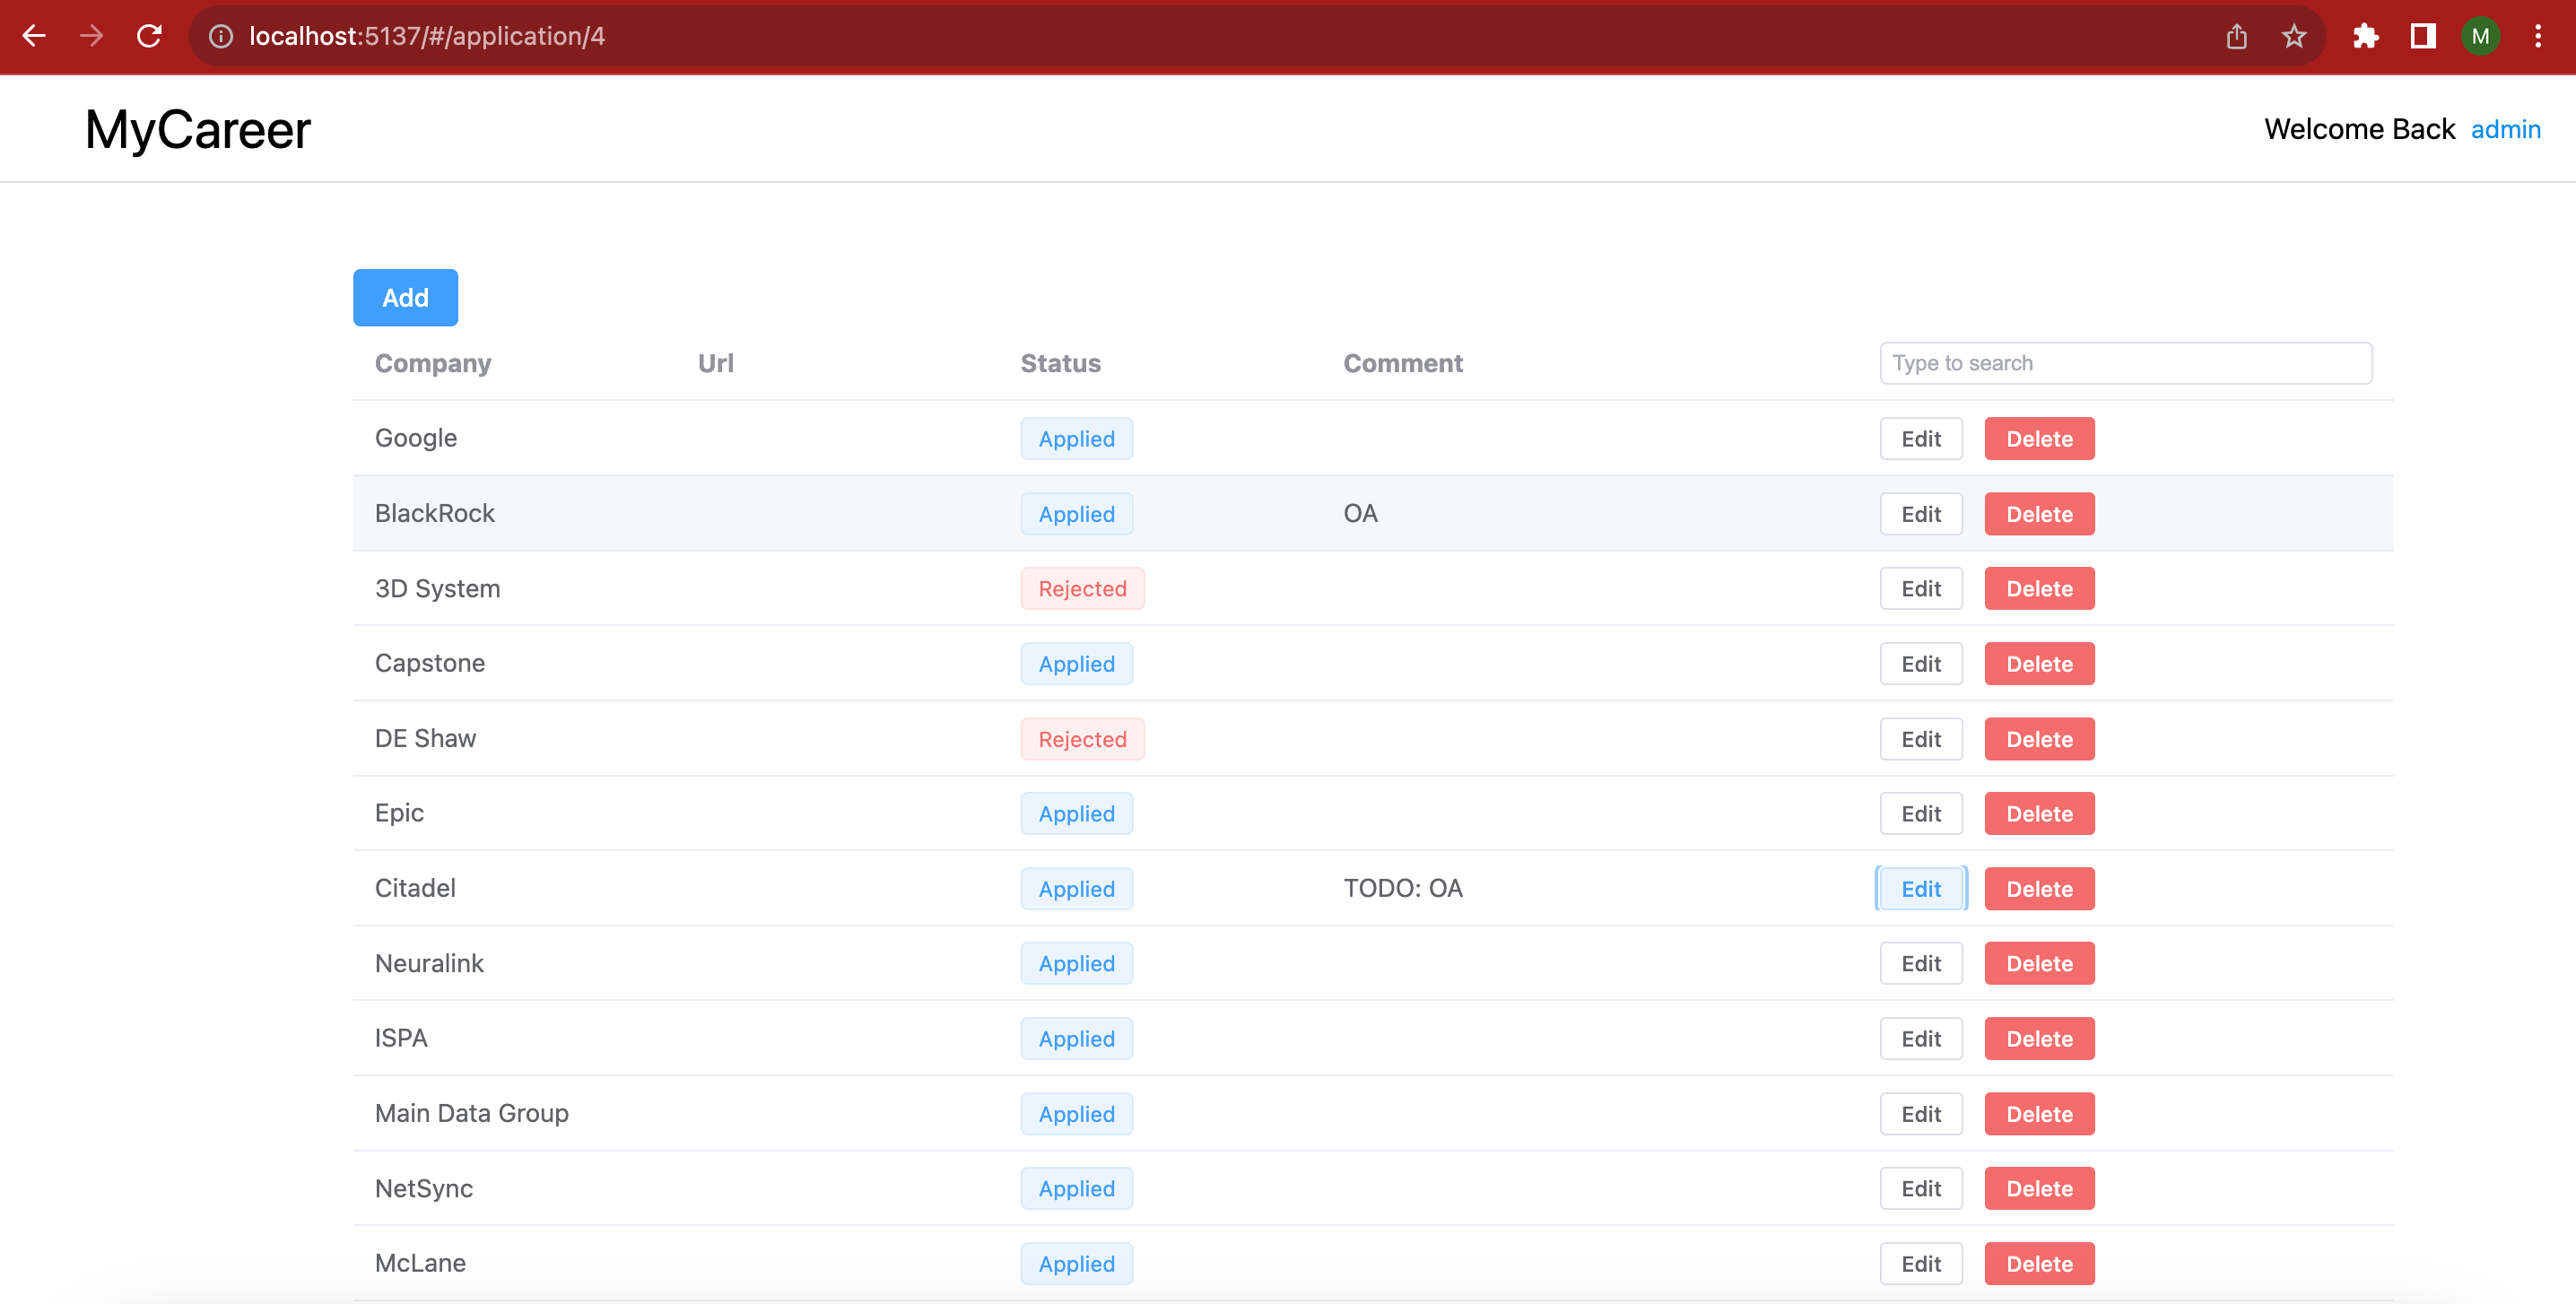 localhost:5137/#/application/4
M
MyCareer
Welcome Back admin
Add
Company Url Status Comment Type to search
Google Applied Edit Delete
BlackRock Applied OA Edit Delete
3D System Rejected Edit Delete
Capstone Applied Edit Delete
DE Shaw Rejected Edit Delete
Epic Applied Edit Delete
Citadel Applied TODO: OA Edit Delete
Neuralink Applied Edit Delete
ISPA Applied Edit Delete
Main Data Group Applied Edit Delete
NetSync Applied Edit Delete
McLane Applied Edit Delete